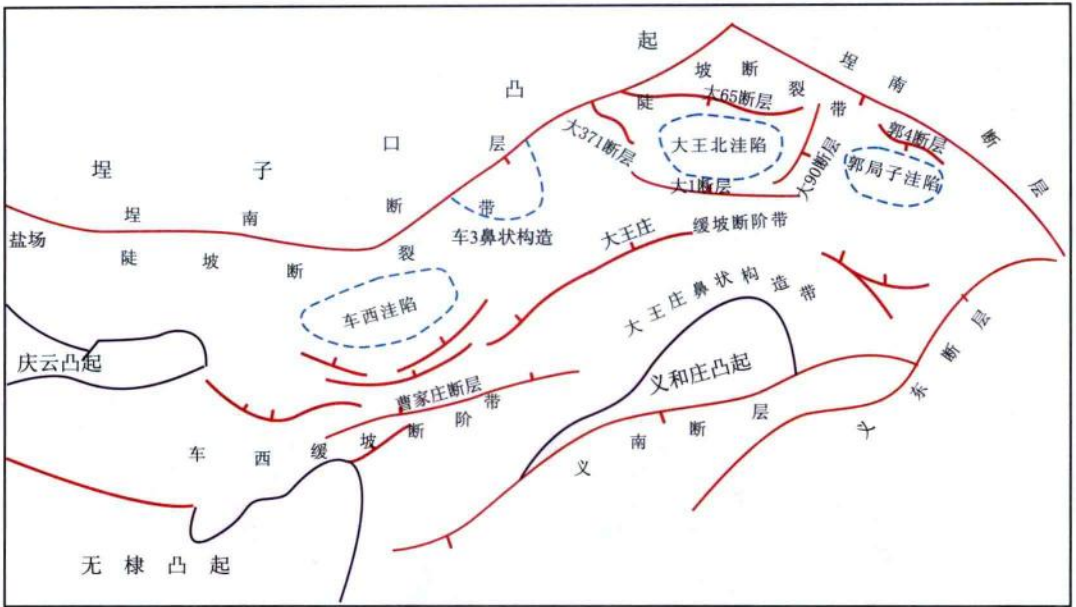 埕子口凸起
埕南断层
陡坡断裂带
盐场
埕南断层
陡坡断裂带
大65断层
大371断层
大王北洼陷
大90断层
大1断层
郭4断层
郭局子洼陷
车3鼻状构造
大王庄
缓坡断阶带
大王庄鼻状构造带
车西洼陷
庆云凸起
曹家庄断层
义和庄凸起
车西缓坡断阶带
义南断层
义东断层
无棣凸起